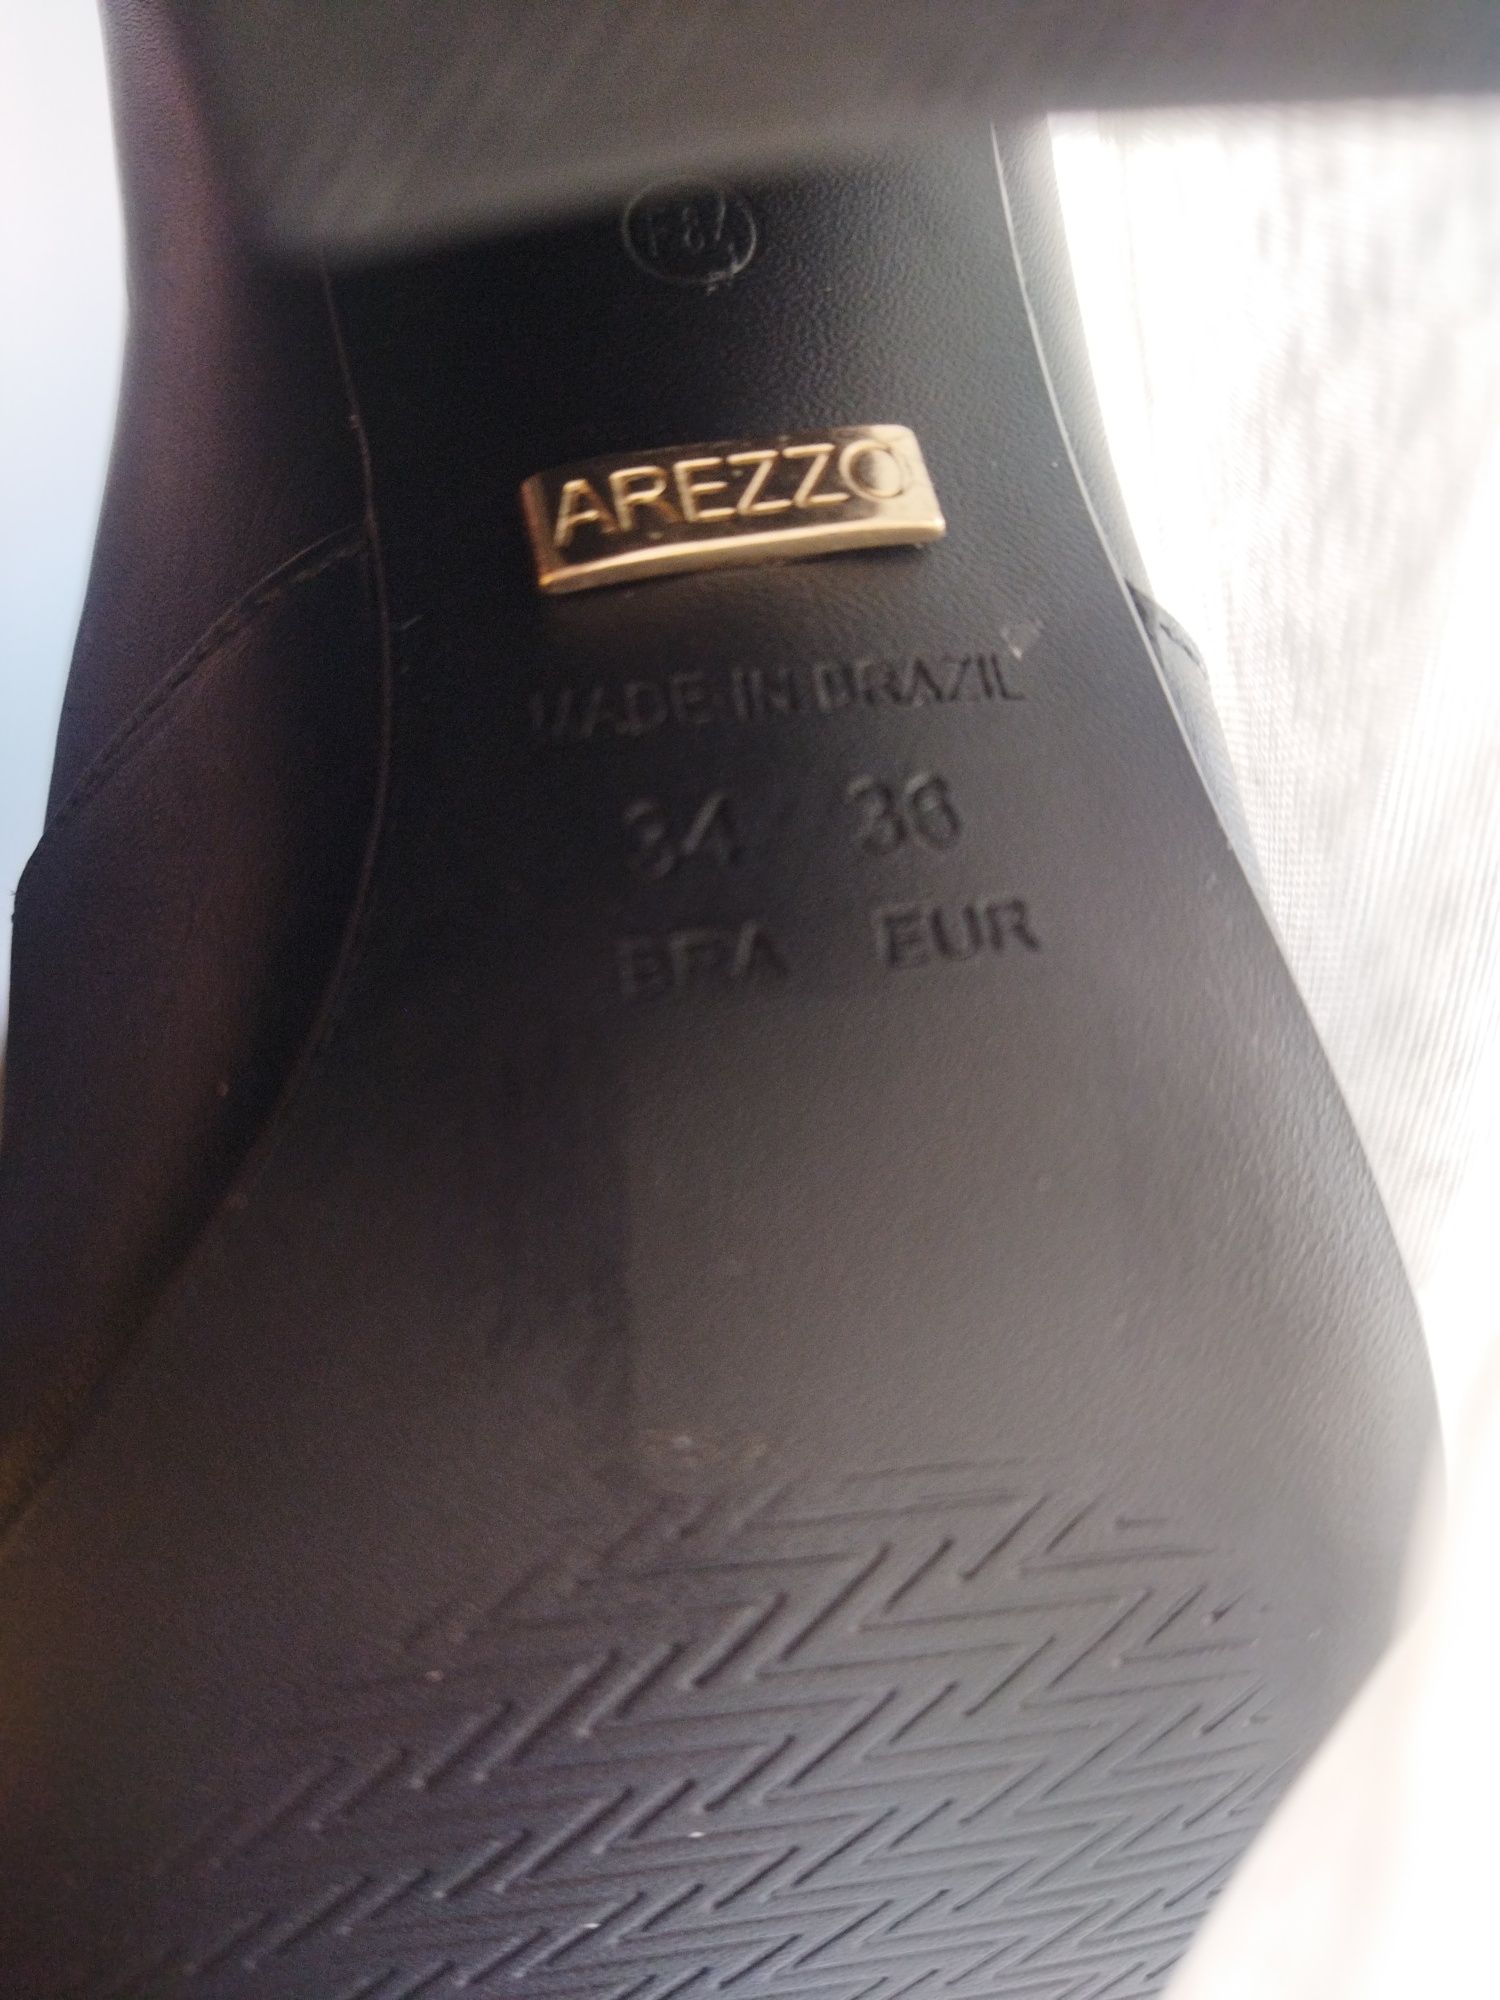 AREZZO
MADE IN BRAZIL
34 36
BRA EUR